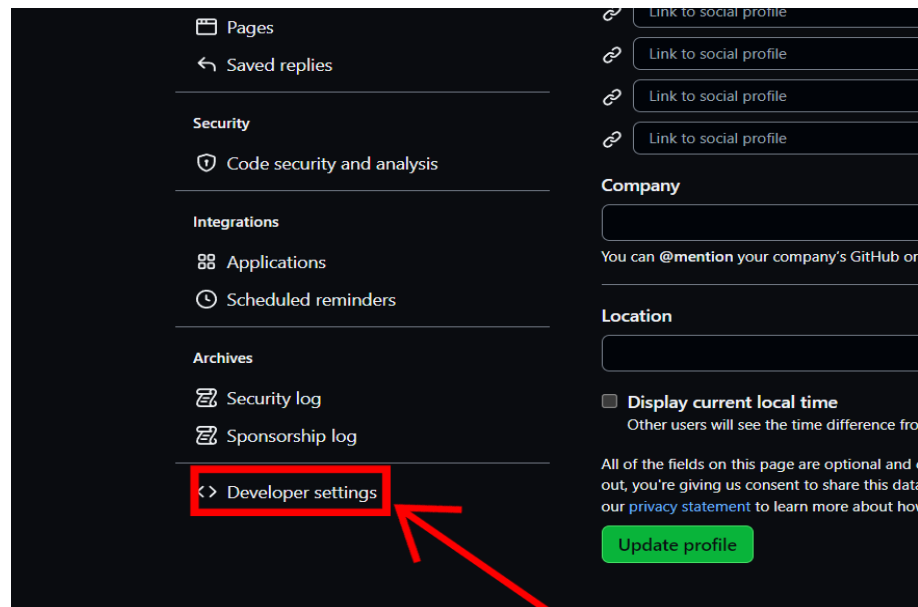 Pages
Saved replies
Security
Code security and analysis
Integrations
Applications
Scheduled reminders
Archives
Security log
Sponsorship log
Developer settings
Link to social profile
Link to social profile
Link to social profile
Link to social profile
Company
You can @mention your company's GitHub or
Location
Display current local time
Other users will see the time difference fro
All of the fields on this page are optional and
out, you're giving us consent to share this data
our privacy statement to learn more about how
Update profile